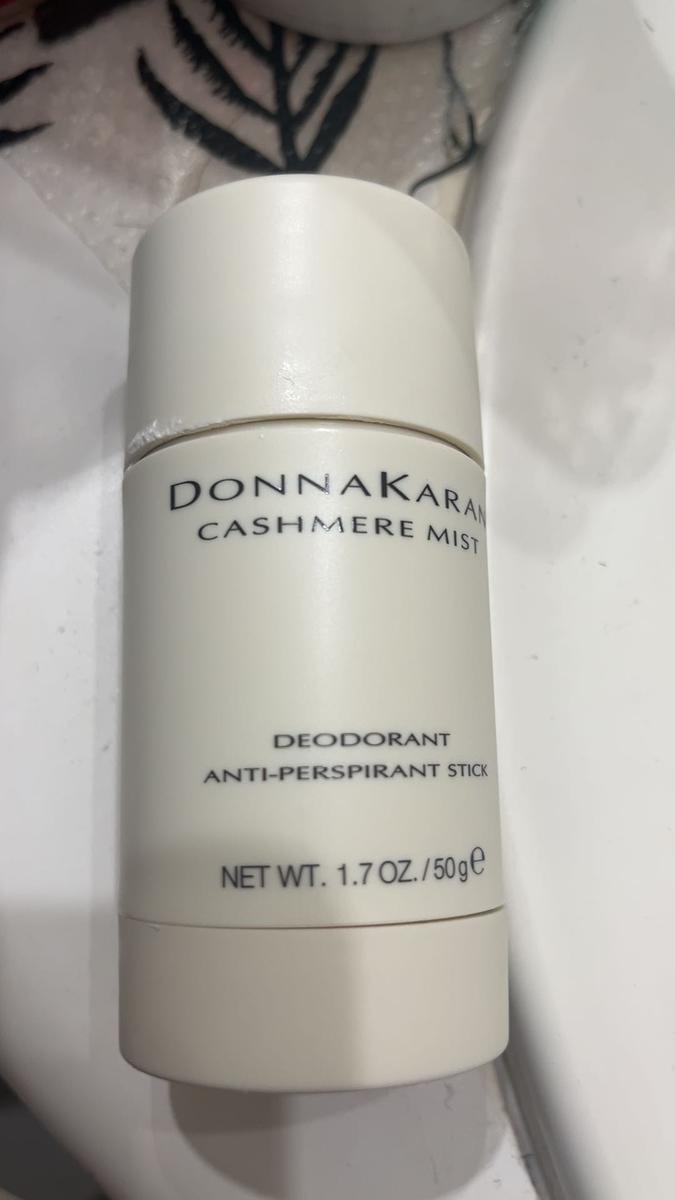 DONNAKARAN
CASHMERE MIST
DEODORANT
ANTI-PERSPIRANT STICK
NET WT. 1.7 OZ./50g℮